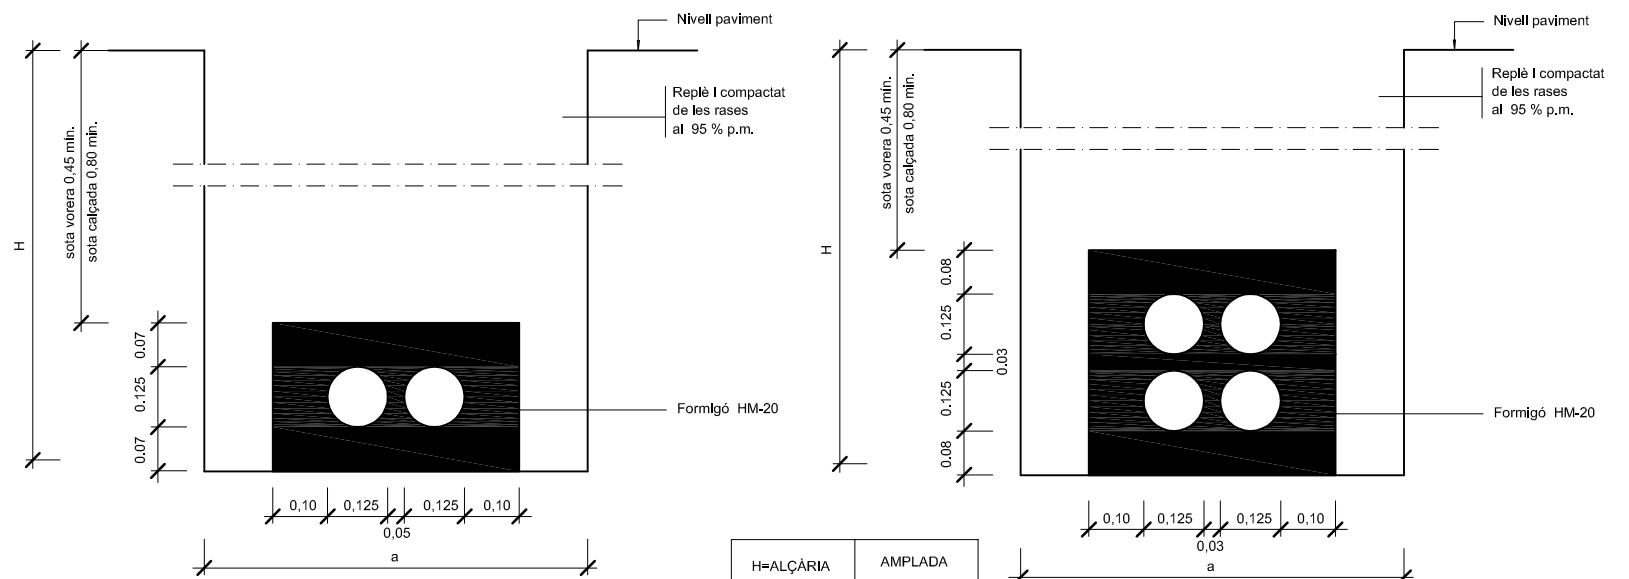 Nivell paviment
Replè I compactat
de les rases
al 95 % p.m.
H
sota vorera 0,45 mín.
sota calçada 0,80 mín.
0.07
0.125
0.07
Formigó HM-20
0,10
0,125
0,125
0,10
0,05
a
H=ALÇÀRIA
AMPLADA
Nivell paviment
Replè I compactat
de les rases
al 95 % p.m.
H
sota vorera 0,45 mín.
sota calçada 0,80 mín.
0.08
0.125
0.03
0.125
0.08
Formigó HM-20
0,10
0,125
0,125
0,10
0,03
a